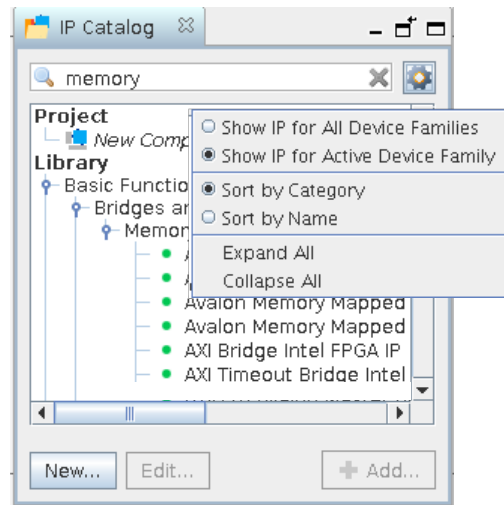 IP Catalog
memory
Project
New Comp
Library
Basic Functio
Bridges ar
Memor
Show IP for All Device Families
Show IP for Active Device Family
Sort by Category
Sort by Name
Expand All
Collapse All
Avalon Memory Mapped
Avalon Memory Mapped
AXI Bridge Intel FPGA IP
AXI Timeout Bridge Intel
New...
Edit...
Add...